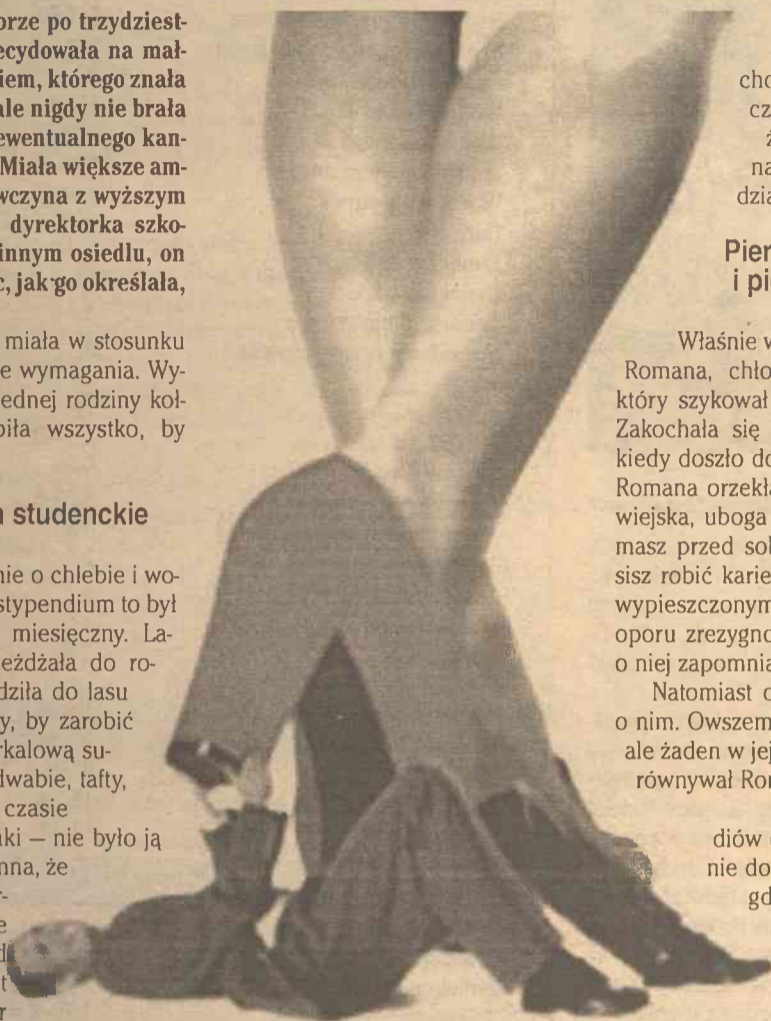 orze po trzydziest-
ecydowała na mał-
iem, którego znała
ale nigdy nie brała
ewentualnego kan-
Miała większe am-
wczyna z wyższym
dyrektorka szko-
innym osiedlu, on
c, jak go określała,
miała w stosunku
e wymagania. Wy-
ednej rodziny koł-
biła wszystko, by
n studenckie
nie o chlebie i wo-
stypendium to był
miesięczny. La-
eżdżała do ro-
dziła do lasu
y, by zarobić
rkalową su-
dwabie, tafty,
czasie
ki – nie było ją
nna, że
r-
e
d
t
r
cho
cz
ż
na
dzia
Pier
i pie
Właśnie w
Romana, chło
który szykował
Zakochała się
kiedy doszło do
Romana orzekła
wiejska, uboga
masz przed sob
sisz robić karie
wypieszczonym
oporu zrezygno
o niej zapomnia
Natomiast o
o nim. Owszem
ale żaden w jej
równywał Rom
diów
nie do
gd